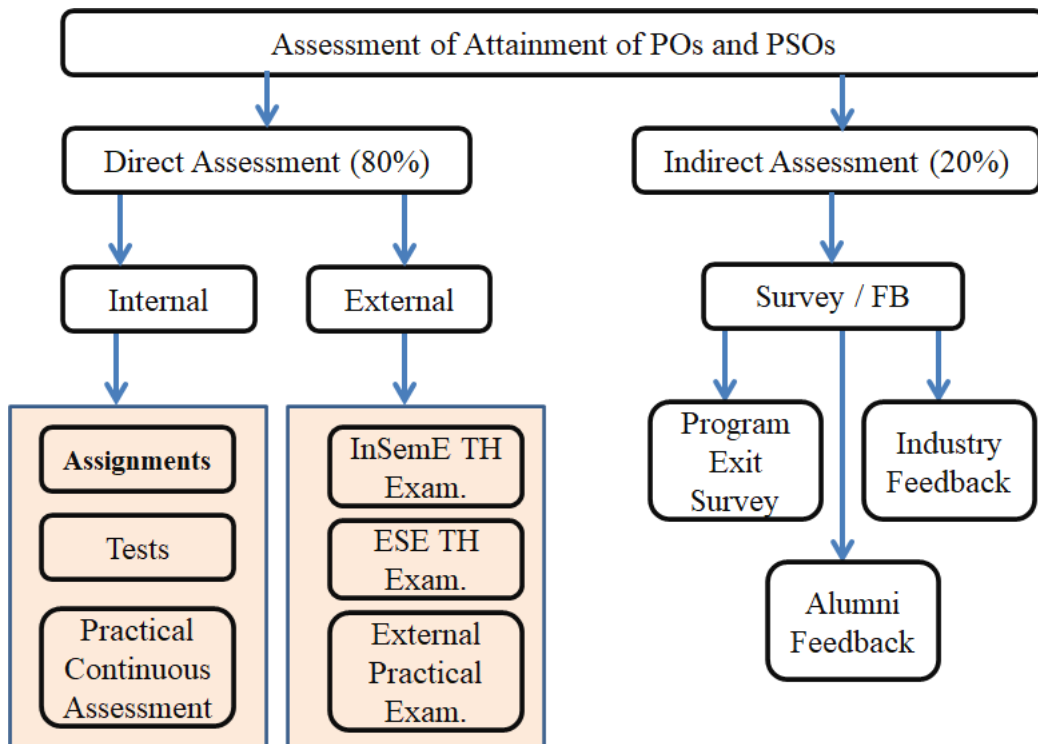 Assessment of Attainment of POs and PSOs
Direct Assessment (80%)
Indirect Assessment (20%)
Internal
External
Survey / FB
Assignments
Tests
Practical
Continuous
Assessment
InSemE TH
Exam.
ESE TH
Exam.
External
Practical
Exam.
Program
Exit
Survey
Industry
Feedback
Alumni
Feedback